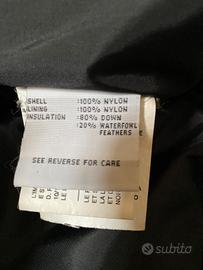 SHELL :100% NYLON
LINING :100% NYLON
INSULATION :80% DOWN
:20% WATERFOWL
FEATHERS
SEE REVERSE FOR CARE
subito